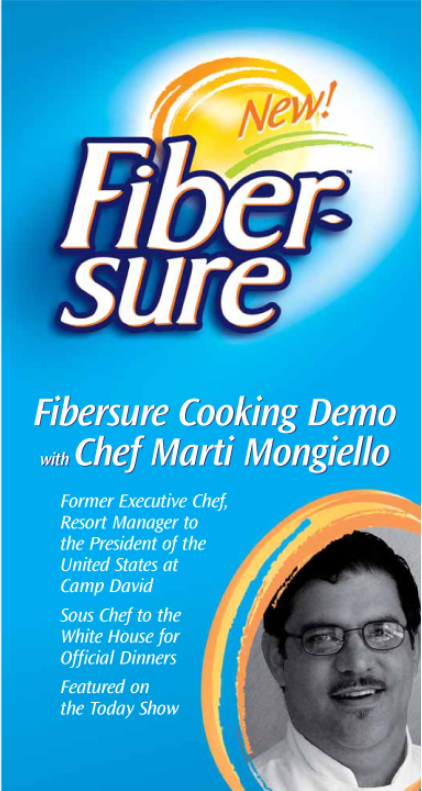 New!
Fiber-
sure™
Fibersure Cooking Demo
with Chef Marti Mongiello
Former Executive Chef,
Resort Manager to
the President of the
United States at
Camp David
Sous Chef to the
White House for
Official Dinners
Featured on
the Today Show